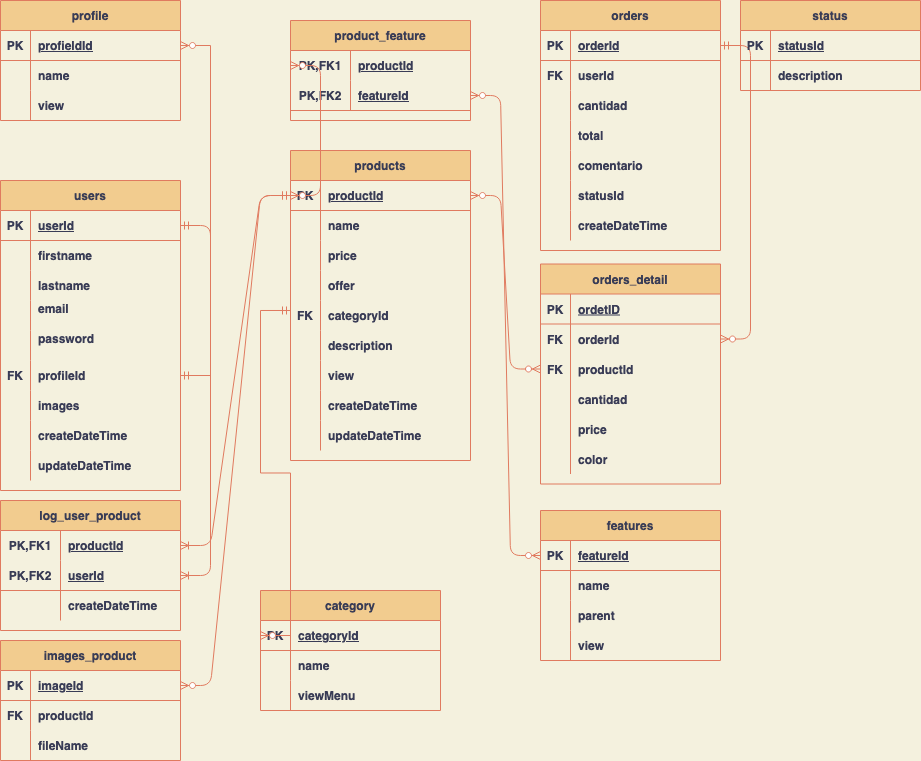 profile
PK profieldId
name
view
users
PK userId
firstname
lastname
email
password
FK profileId
images
createDateTime
updateDateTime
log_user_product
PK,FK1 productId
PK,FK2 userId
createDateTime
images_product
PK imageId
FK productId
fileName
product_feature
PK,FK1 productId
PK,FK2 featureId
products
PK productId
name
price
offer
FK categoryId
description
view
createDateTime
updateDateTime
category
PK categoryId
name
viewMenu
orders
PK orderId
FK userId
cantidad
total
comentario
statusId
createDateTime
orders_detail
PK ordetID
FK orderId
FK productId
cantidad
price
color
features
PK featureId
name
parent
view
status
PK statusId
description